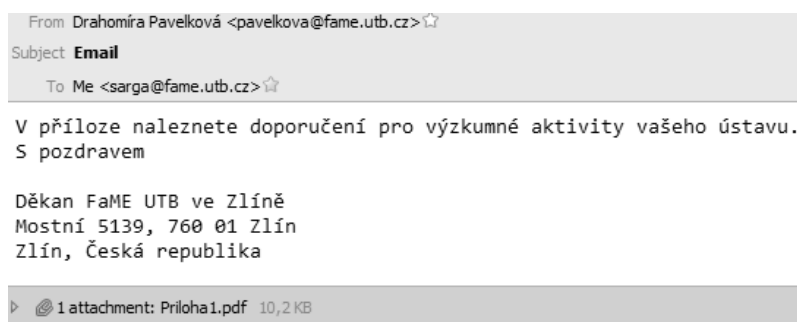 From Drahomíra Pavelková <pavelkova@fame.utb.cz>
Subject Email
To Me <sarga@fame.utb.cz>
V příloze naleznete doporučení pro výzkumné aktivity vašeho ústavu.
S pozdravem
Děkan FaME UTB ve Zlíně
Mostní 5139, 760 01 Zlín
Zlín, Česká republika
1 attachment: Priloha1.pdf 10,2 KB